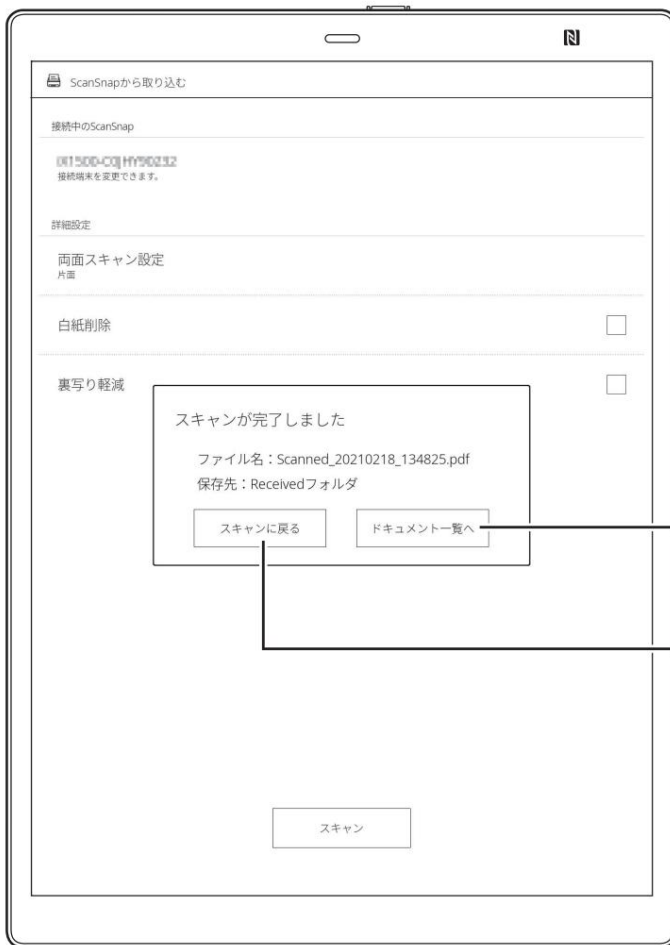 ScanSnapから取り込む
接続中のScanSnap
接続端末を変更できます。
詳細設定
両面スキャン設定
片面
白紙削除
裏写り軽減
スキャンが完了しました
ファイル名：Scanned_20210218_134825.pdf
保存先：Receivedフォルダ
スキャンに戻る ドキュメント一覧へ
スキャン